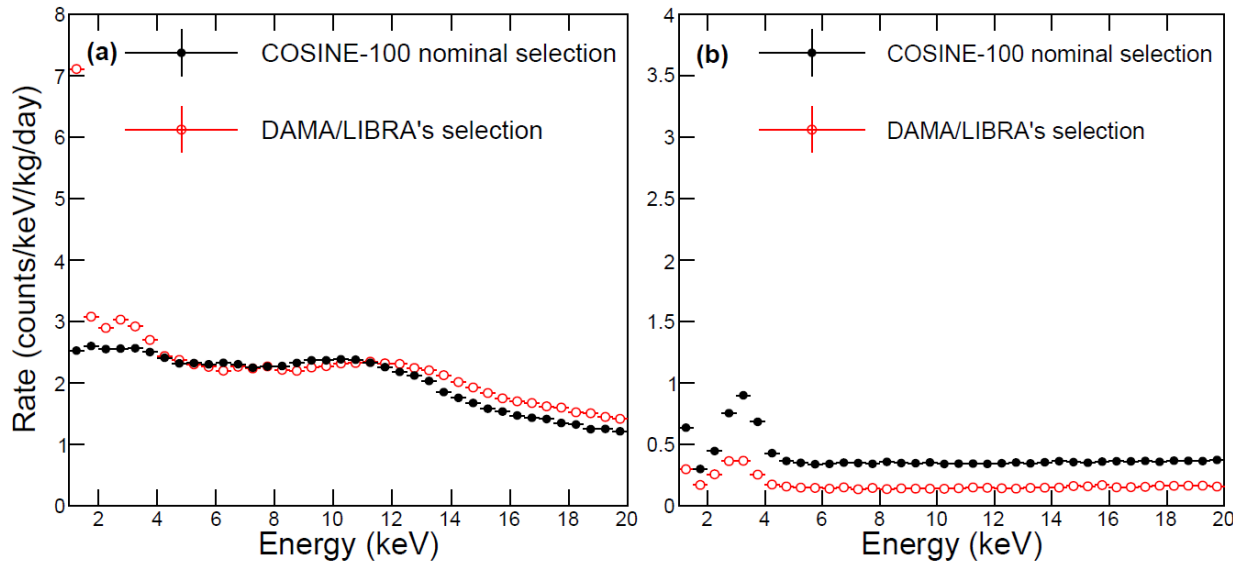 (a)
COSINE-100 nominal selection
DAMA/LIBRA's selection
8
7
6
5
4
3
2
1
0
Rate (counts/keV/kg/day)
2 4 6 8 10 12 14 16 18 20
Energy (keV)
(b)
COSINE-100 nominal selection
DAMA/LIBRA's selection
4
3.5
3
2.5
2
1.5
1
0.5
0
2 4 6 8 10 12 14 16 18 20
Energy (keV)